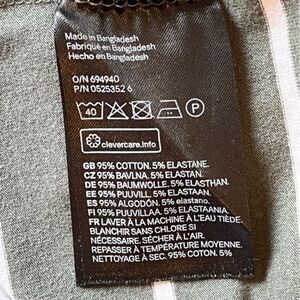 Made in Bangladesh
Fabriqué en Bangladesh
Hecho en Bangladesh
O/N 694940
P/N 0525352 6
40
P
clevercare.info
GB 95% COTTON. 5% ELASTANE.
CZ 95% BAVLNA. 5% ELASTAN.
DE 95% BAUMWOLLE. 5% ELASTHAN.
EE 95% PUUVILL. 5% ELASTAAN.
ES 95% ALGODÓN. 5% elastano.
FI 95% PUUVILLAA. 5% ELASTAANIA.
FR LAVER À LA MACHINE À L'EAU TIÈDE.
BLANCHIR SANS CHLORE SI
NÉCESSAIRE. SÉCHER À L'AIR.
REPASSER À TEMPÉRATURE MOYENNE.
NETTOYAGE À SEC. 95% COTON. 5%